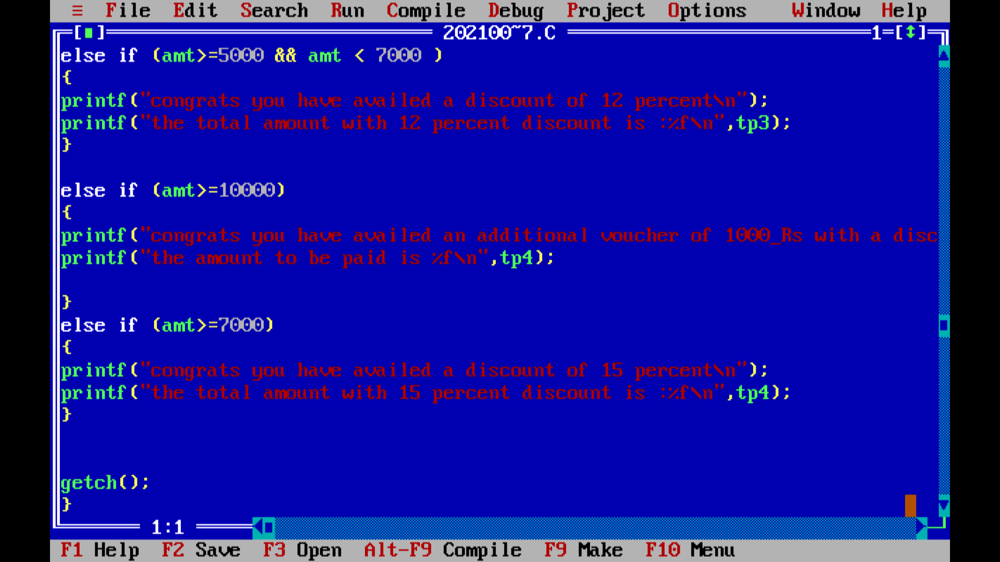 ≡ File Edit Search Run Compile Debug Project Options Window Help
[■] 202100~7.C 1=[↕]
else if (amt>=5000 && amt < 7000 )
{
printf("congrats you have availed a discount of 12 percent\n");
printf("the total amount with 12 percent discount is :%f\n",tp3);
}
else if (amt>=10000)
{
printf("congrats you have availed an additional voucher of 1000_Rs with a disc
printf("the amount to be paid is %f\n",tp4);
}
else if (amt>=7000)
{
printf("congrats you have availed a discount of 15 percent\n");
printf("the total amount with 15 percent discount is :%f\n",tp4);
}
getch();
}
1:1
F1 Help F2 Save F3 Open Alt-F9 Compile F9 Make F10 Menu